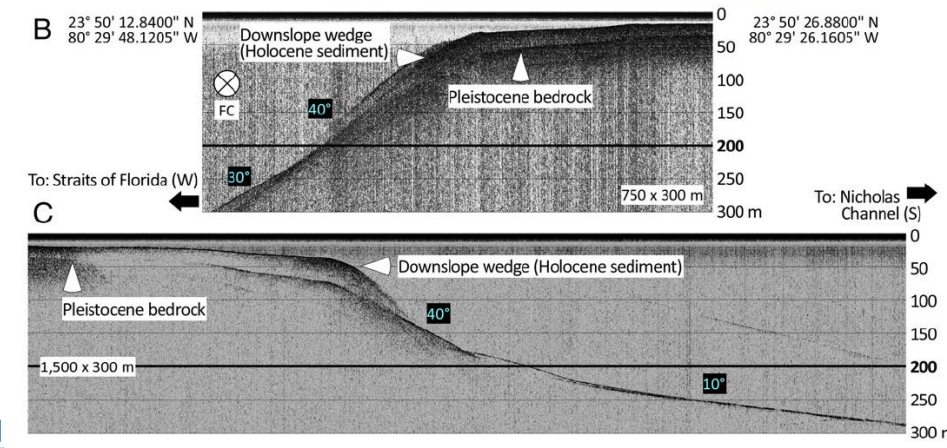 B
23° 50' 12.8400" N
80° 29' 48.1205" W
23° 50' 26.8800" N
80° 29' 26.1605" W
Downslope wedge
(Holocene sediment)
Pleistocene bedrock
FC
40°
30°
To: Straits of Florida (W)
750 x 300 m
0
50
100
150
200
250
300 m
To: Nicholas
Channel (S)
C
Downslope wedge (Holocene sediment)
Pleistocene bedrock
40°
1,500 x 300 m
10°
0
50
100
150
200
250
300 m